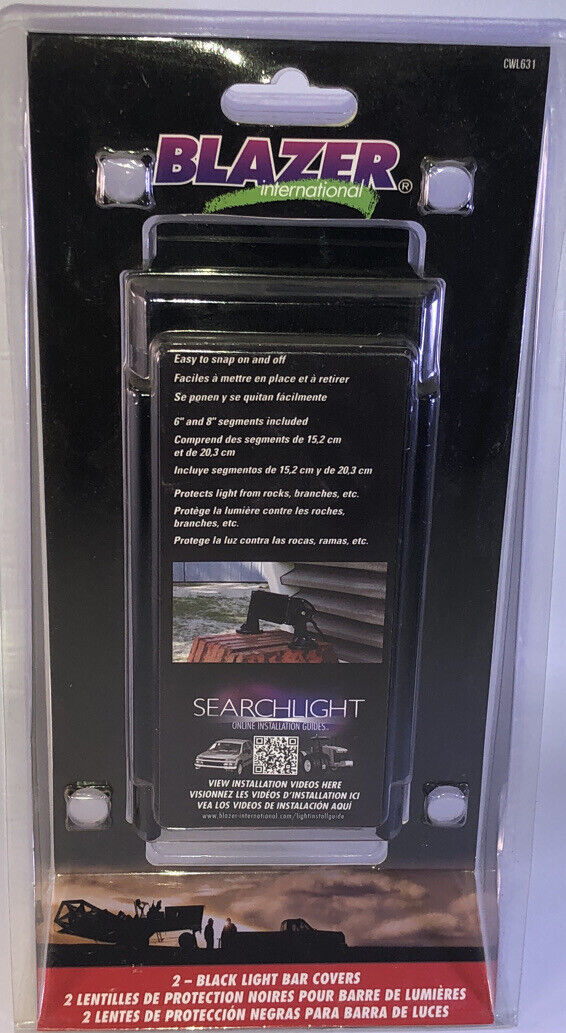 CWL631
BLAZER
international®
Easy to snap on and off
Faciles à mettre en place et à retirer
Se ponen y se quitan fácilmente
6" and 8" segments included
Comprend des segments de 15,2 cm
et de 20,3 cm
Incluye segmentos de 15,2 cm y de 20,3 cm
Protects light from rocks, branches, etc.
Protège la lumière contre les roches,
branches, etc.
Protege la luz contra las rocas, ramas, etc.
SEARCHLIGHT
ONLINE INSTALLATION GUIDES
VIEW INSTALLATION VIDEOS HERE
VISIONNEZ LES VIDÉOS D'INSTALLATION ICI
VEA LOS VIDEOS DE INSTALACIÓN AQUÍ
www.blazer-international.com/lightinstallguide
2 – BLACK LIGHT BAR COVERS
2 LENTILLES DE PROTECTION NOIRES POUR BARRE DE LUMIÈRES
2 LENTES DE PROTECCIÓN NEGRAS PARA BARRA DE LUCES